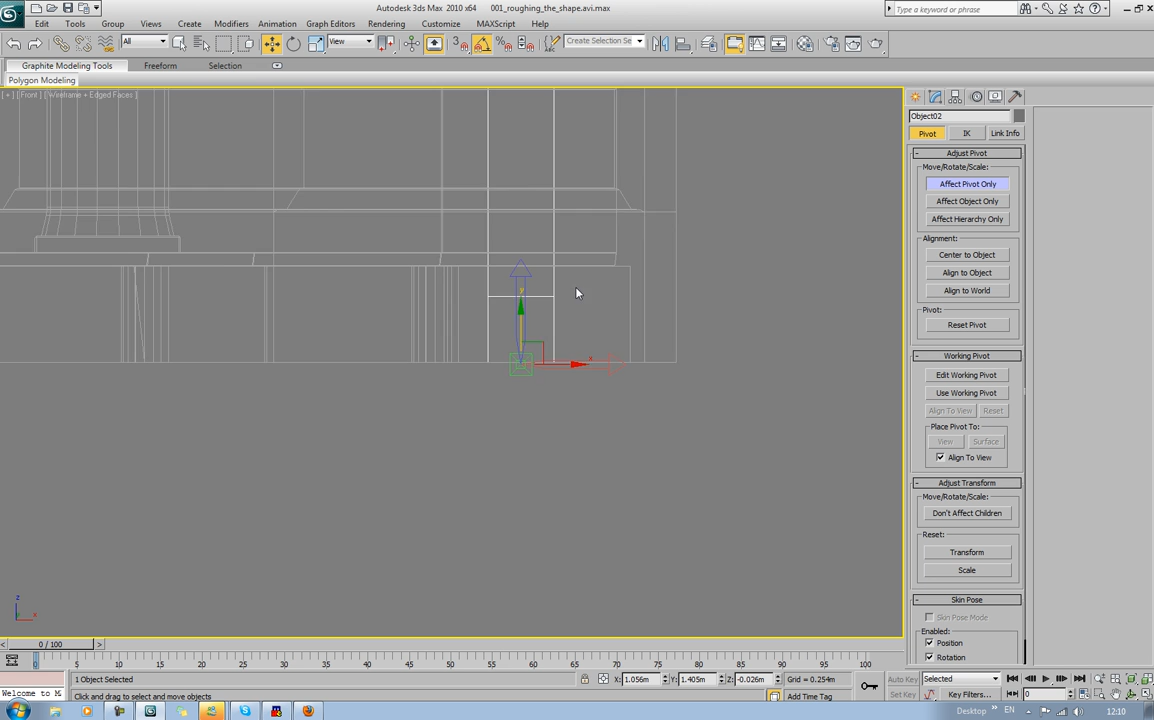 Autodesk 3ds Max 2010 x64 001_roughing_the_shape.avi.max
Type a keyword or phrase
Edit Tools Group Views Create Modifiers Animation Graph Editors Rendering Customize MAXScript Help
All View Create Selection Se
Graphite Modeling Tools Freeform Selection
Polygon Modeling
[ + ] [ Front ] [ Wireframe + Edged Faces ]
Object02
Pivot IK Link Info
- Adjust Pivot
Move/Rotate/Scale:
Affect Pivot Only
Affect Object Only
Affect Hierarchy Only
Alignment:
Center to Object
Align to Object
Align to World
Pivot:
Reset Pivot
- Working Pivot
Edit Working Pivot
Use Working Pivot
Align To View Reset
Place Pivot To:
View Surface
Align To View
- Adjust Transform
Move/Rotate/Scale:
Don't Affect Children
Reset:
Transform
Scale
- Skin Pose
Skin Pose Mode
Enabled:
Position
Rotation
y
x
z
x
< 0 / 100 >
0 5 10 15 20 25 30 35 40 45 50 55 60 65 70 75 80 85 90 95 100
1 Object Selected X: 1.056m Y: 1.405m Z: -0.026m Grid = 0.254m Auto Key Selected
Welcome to M Click and drag to select and move objects Add Time Tag Set Key Key Filters... 0
Desktop » EN 12:10